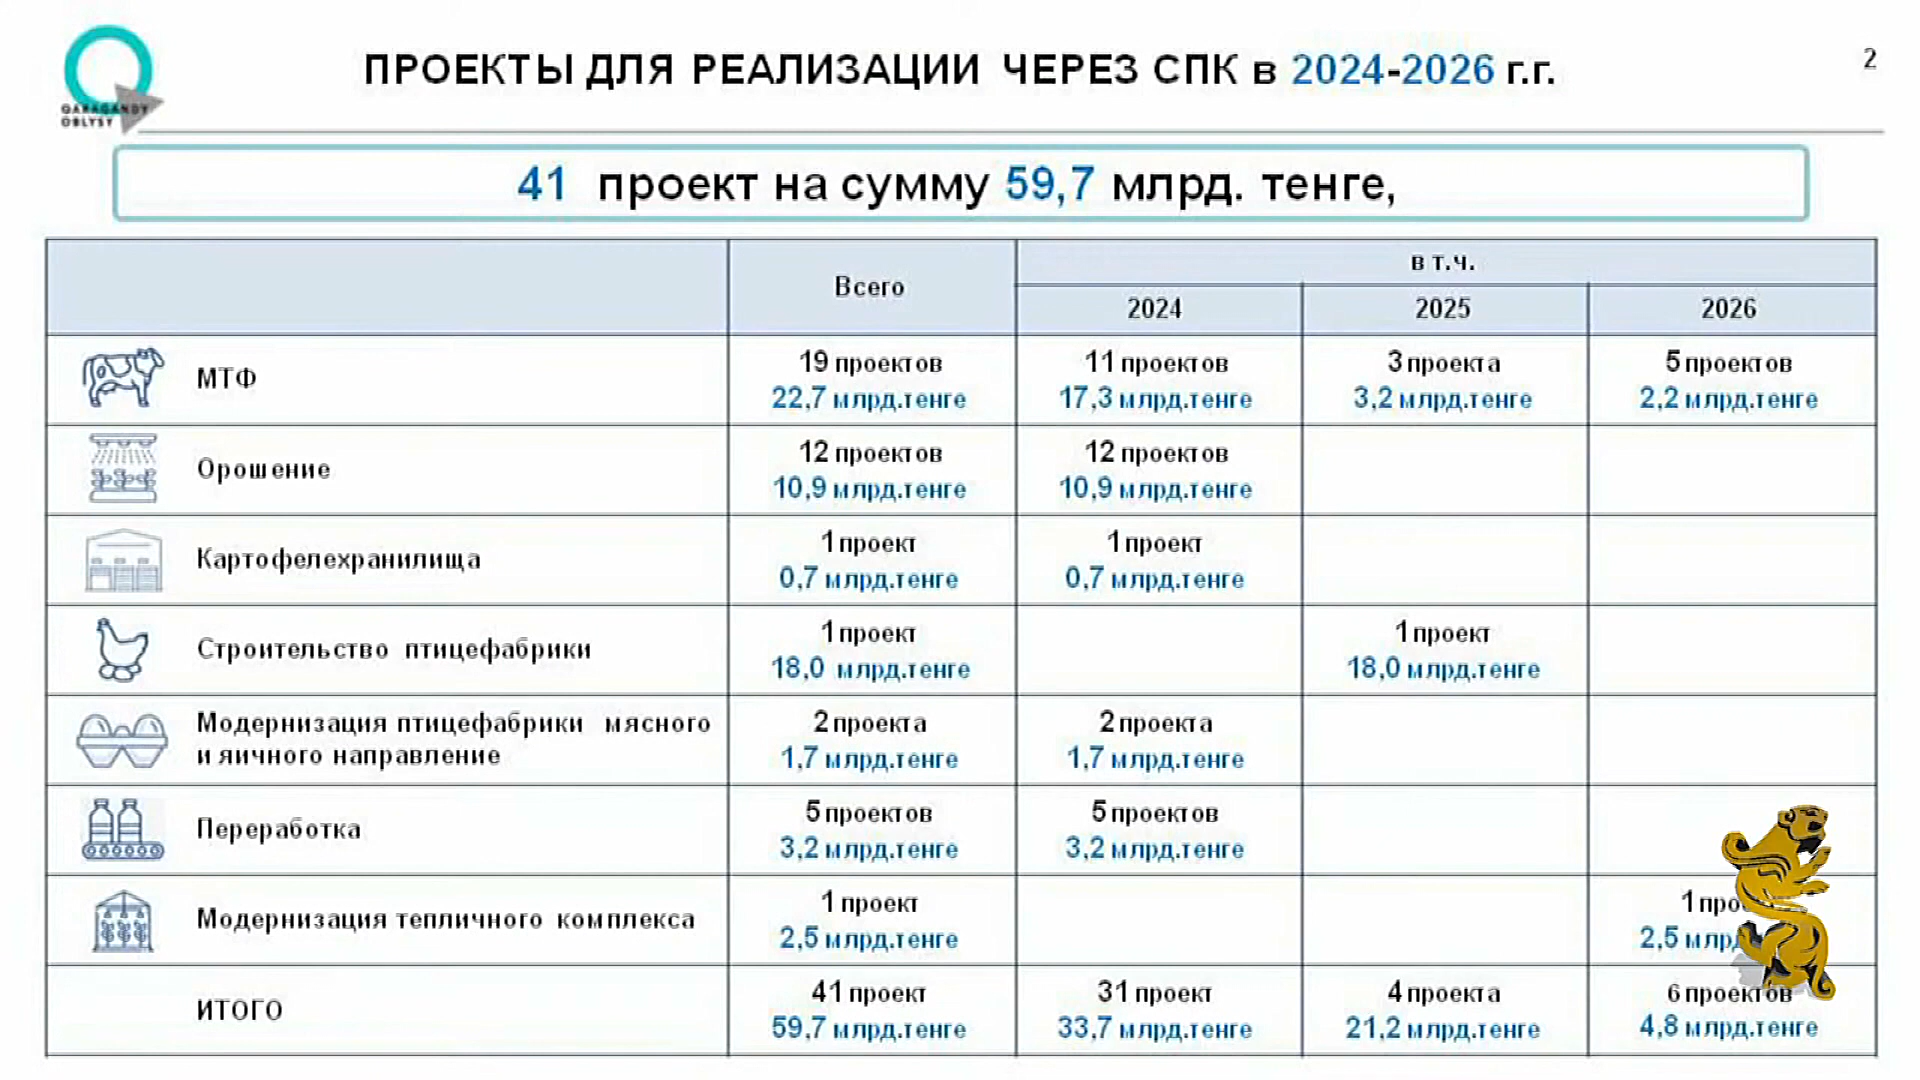 QARAGANDY
OBLYSY
ПРОЕКТЫ ДЛЯ РЕАЛИЗАЦИИ ЧЕРЕЗ СПК в 2024-2026 г.г.
2
41 проект на сумму 59,7 млрд. тенге,
Всего
в т.ч.
2024
2025
2026
МТФ
19 проектов
22,7 млрд.тенге
11 проектов
17,3 млрд.тенге
3 проекта
3,2 млрд.тенге
5 проектов
2,2 млрд.тенге
Орошение
12 проектов
10,9 млрд.тенге
12 проектов
10,9 млрд.тенге
Картофелехранилища
1 проект
0,7 млрд.тенге
1 проект
0,7 млрд.тенге
Строительство птицефабрики
1 проект
18,0 млрд.тенге
1 проект
18,0 млрд.тенге
Модернизация птицефабрики мясного
и яичного направление
2 проекта
1,7 млрд.тенге
2 проекта
1,7 млрд.тенге
Переработка
5 проектов
3,2 млрд.тенге
5 проектов
3,2 млрд.тенге
Модернизация тепличного комплекса
1 проект
2,5 млрд.тенге
1
2,5
ИТОГО
41 проект
59,7 млрд.тенге
31 проект
33,7 млрд.тенге
4 проекта
21,2 млрд.тенге
6 проектов
4,8 млрд.тенге